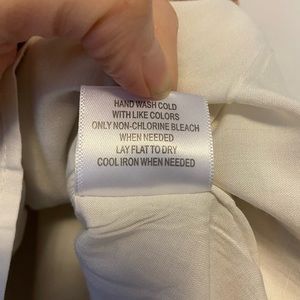 HAND WASH COLD
WITH LIKE COLORS
ONLY NON-CHLORINE BLEACH
WHEN NEEDED
LAY FLAT TO DRY
COOL IRON WHEN NEEDED